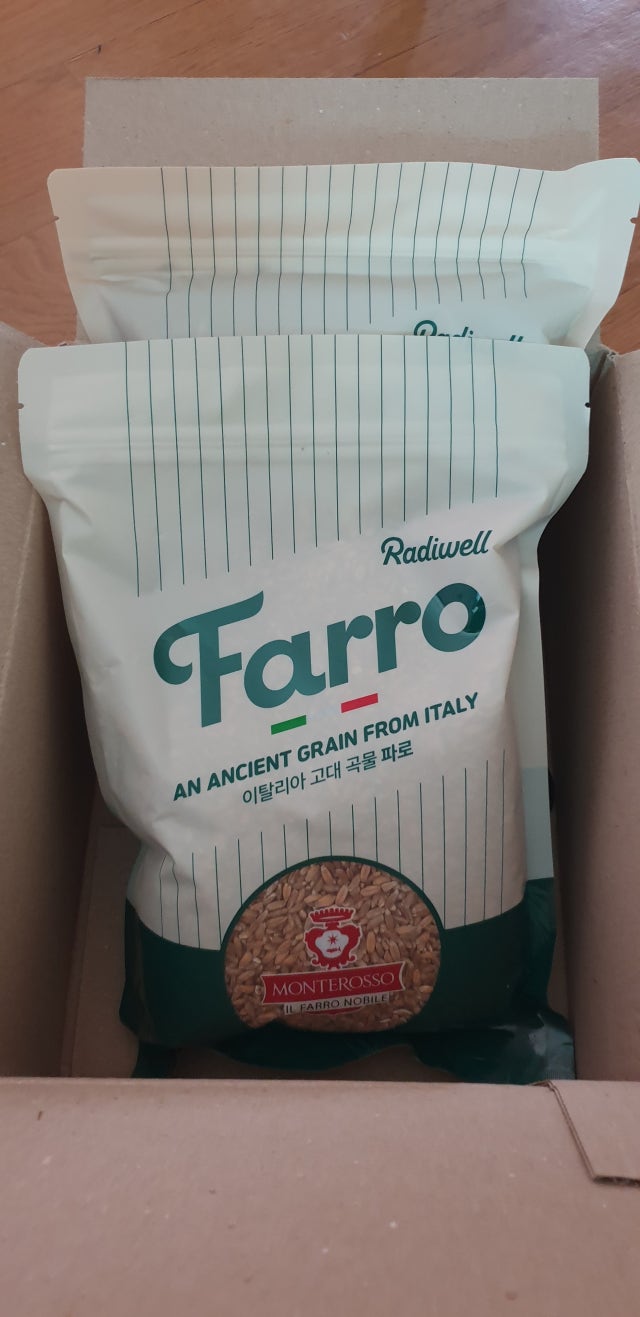 Radiwell
Radiwell
Farro
AN ANCIENT GRAIN FROM ITALY
이탈리아 고대 곡물 파로
MONTEROSSO
IL FARRO NOBILE